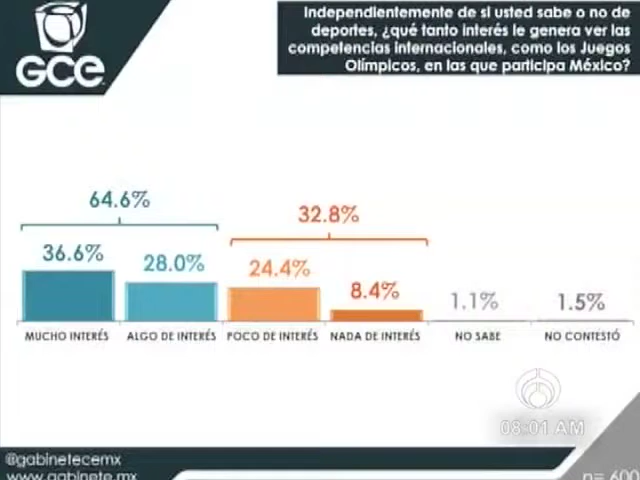 GCE
Independientemente de si usted sabe o no de
deportes, ¿qué tanto interés le genera ver las
competencias internacionales, como los Juegos
Olímpicos, en las que participa México?
64.6%
32.8%
36.6%
28.0%
24.4%
8.4%
1.1%
1.5%
MUCHO INTERÉS
ALGO DE INTERÉS
POCO DE INTERÉS
NADA DE INTERÉS
NO SABE
NO CONTESTÓ
08:01 AM
@gabinetecemx
www.gabinete.mx
n= 600